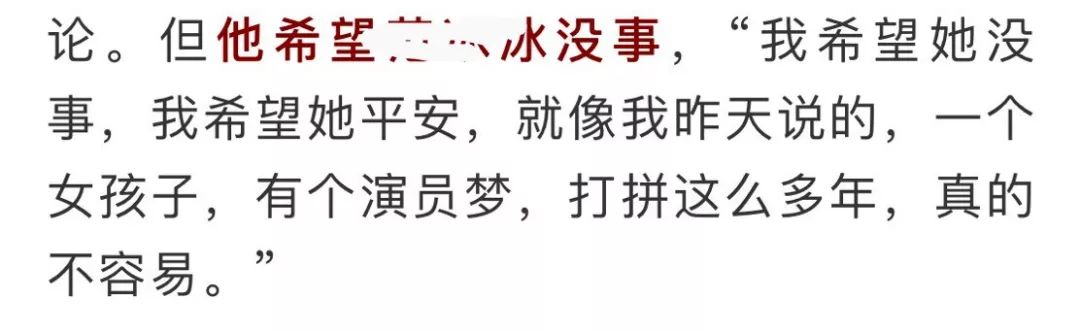 论。但他希望冰没事，“我希望她没
事，我希望她平安，就像我昨天说的，一个
女孩子，有个演员梦，打拼这么多年，真的
不容易。”